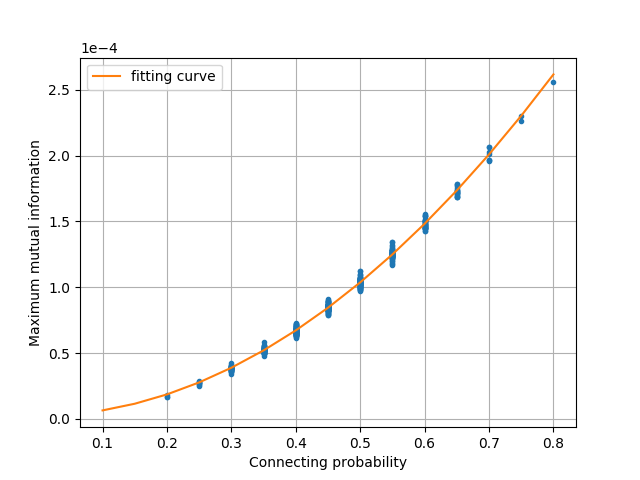 1e−4
fitting curve
2.5
2.0
1.5
1.0
0.5
0.0
Maximum mutual information
0.1 0.2 0.3 0.4 0.5 0.6 0.7 0.8
Connecting probability